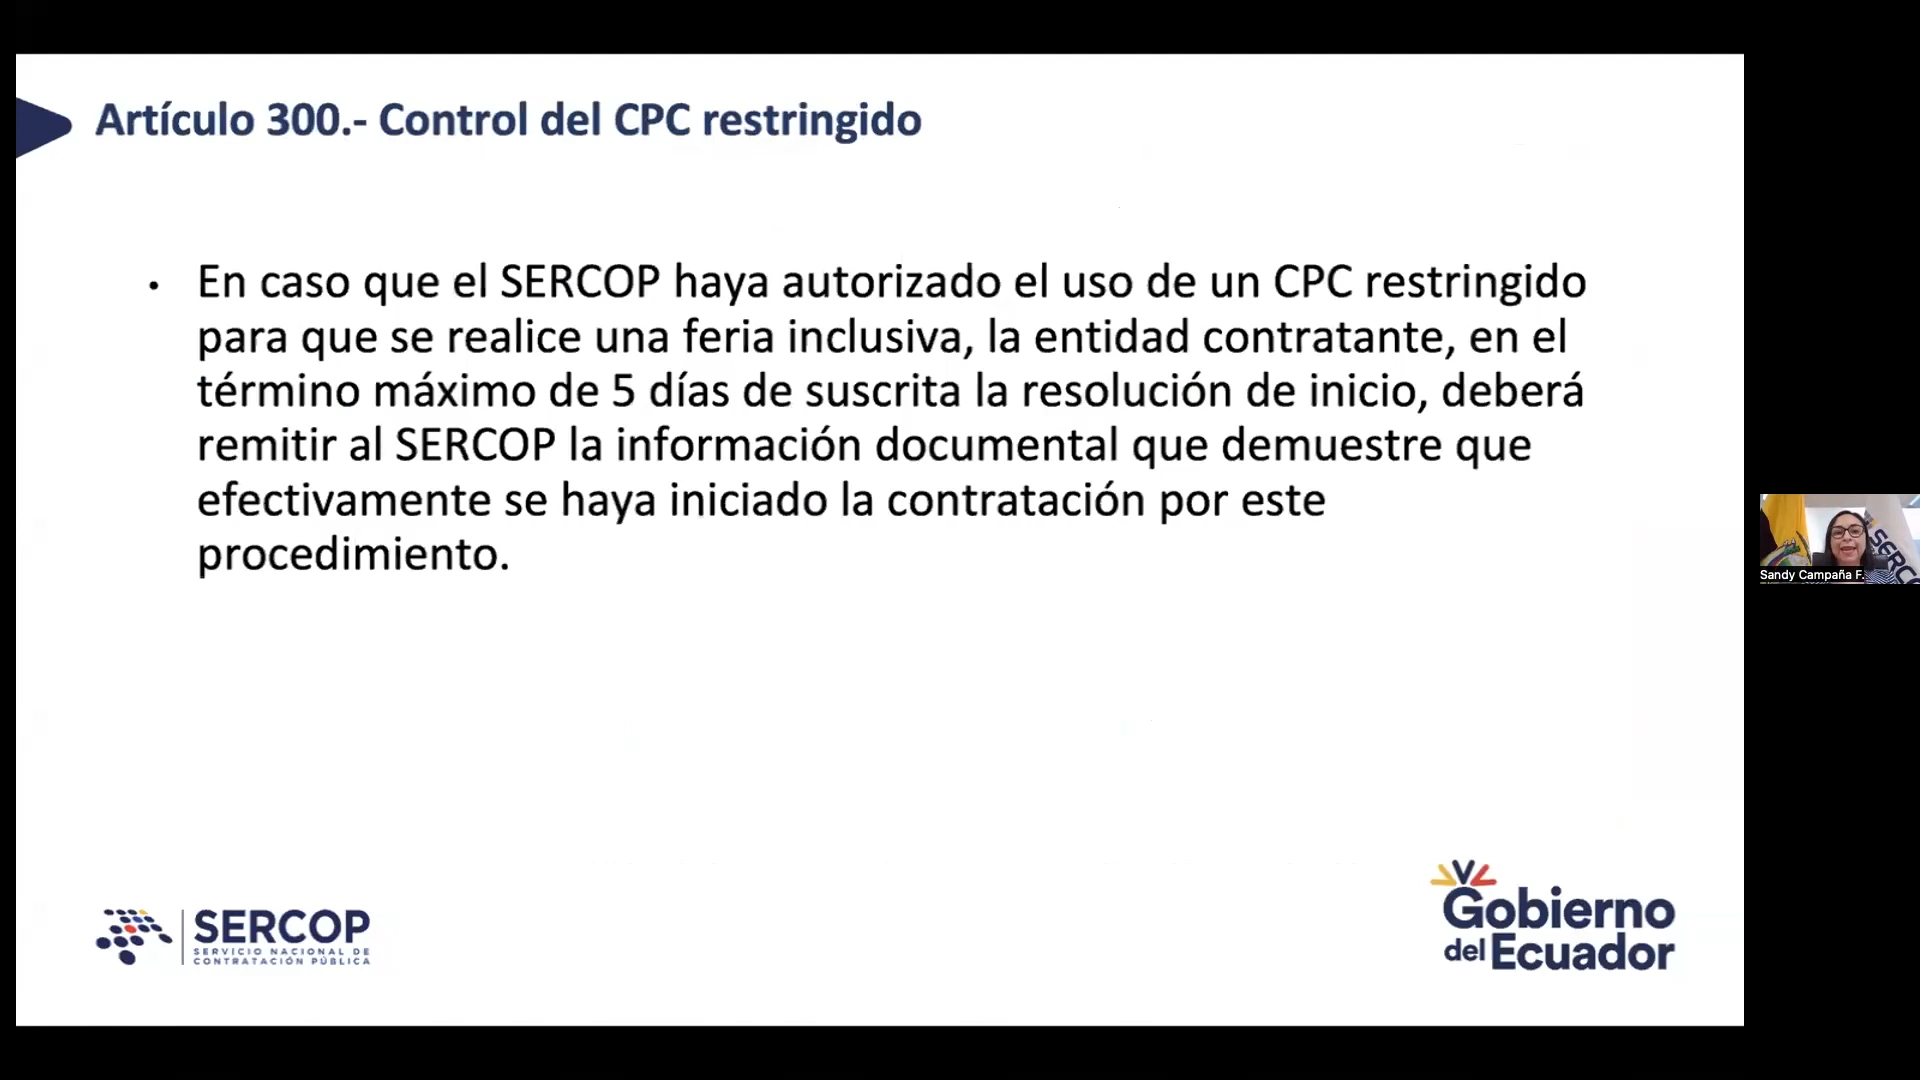 Artículo 300.- Control del CPC restringido
• En caso que el SERCOP haya autorizado el uso de un CPC restringido
para que se realice una feria inclusiva, la entidad contratante, en el
término máximo de 5 días de suscrita la resolución de inicio, deberá
remitir al SERCOP la información documental que demuestre que
efectivamente se haya iniciado la contratación por este
procedimiento.
SERCO
Sandy Campaña F.
SERCOP
SERVICIO NACIONAL DE
CONTRATACIÓN PÚBLICA
Gobierno
del Ecuador